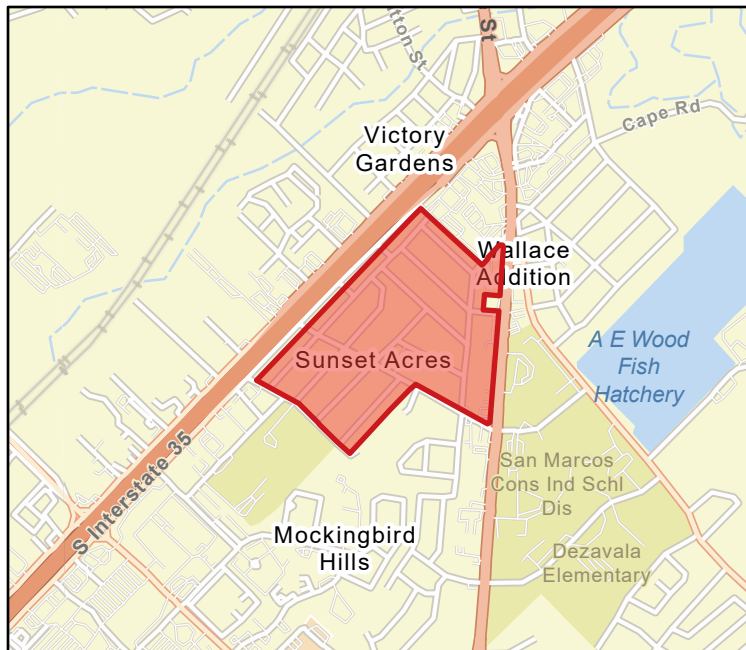 St
Cape Rd
Victory
Gardens
Wallace
Addition
A E Wood
Fish
Hatchery
Sunset Acres
S Interstate 35
San Marcos
Cons Ind Schl
Dis
Mockingbird
Hills
Dezavala
Elementary